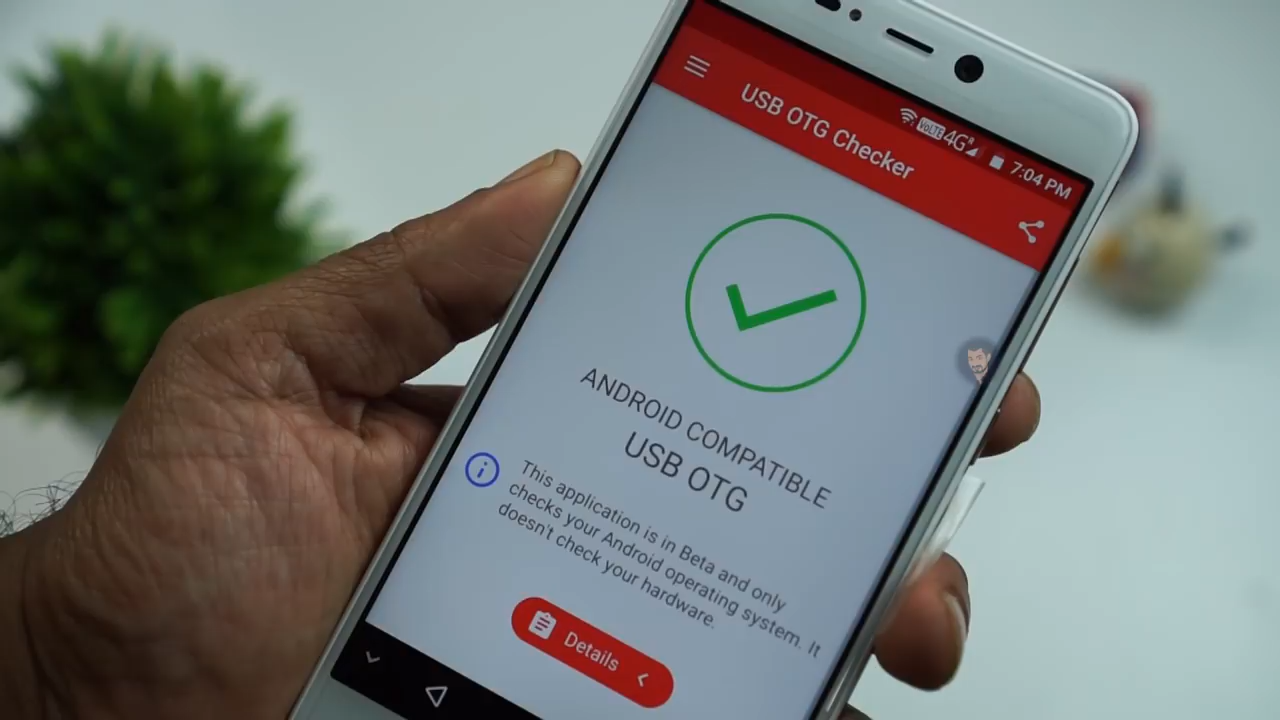 VoLTE 4G 7:04 PM
USB OTG Checker
ANDROID COMPATIBLE
USB OTG
This application is in Beta and only
checks your Android operating system. It
doesn't check your hardware.
Details